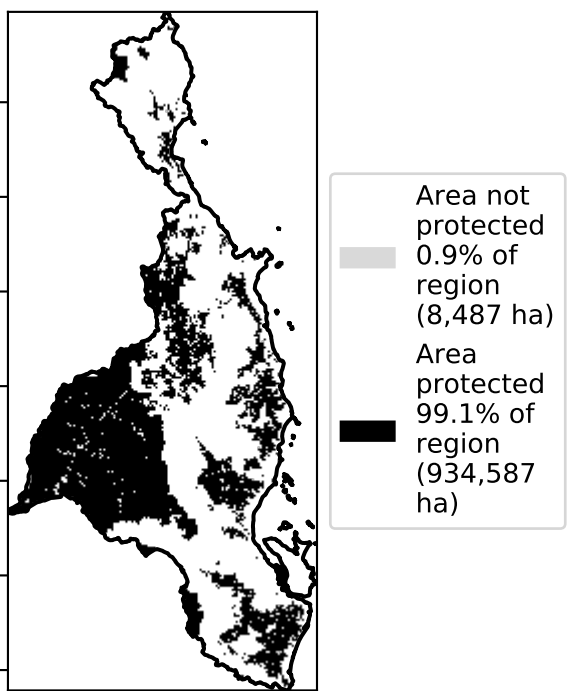 Area not
protected
0.9% of
region
(8,487 ha)
Area
protected
99.1% of
region
(934,587
ha)